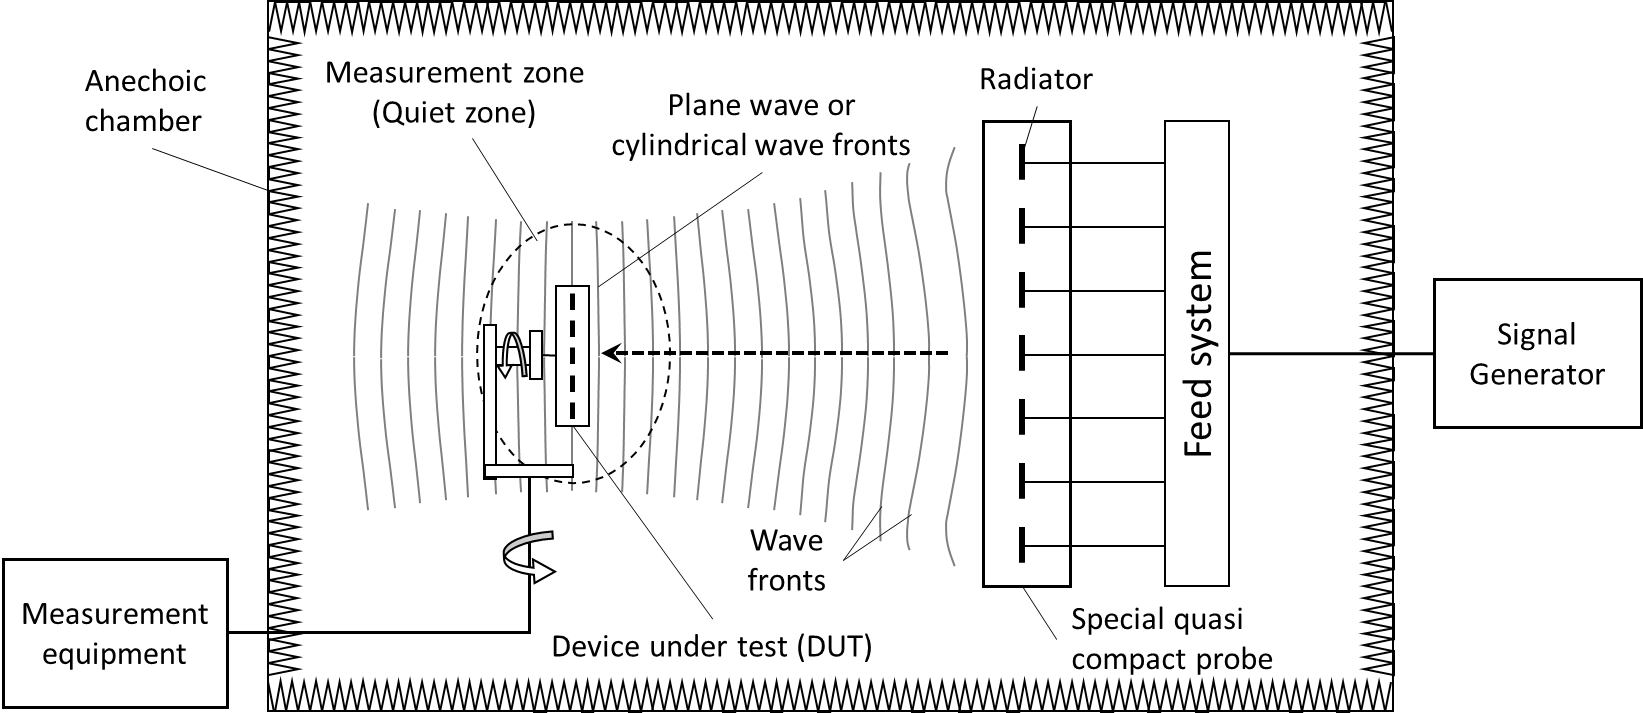 Anechoic
chamber
Measurement zone
(Quiet zone)
Plane wave or
cylindrical wave fronts
Radiator
Feed system
Signal
Generator
Wave
fronts
Measurement
equipment
Device under test (DUT)
Special quasi
compact probe